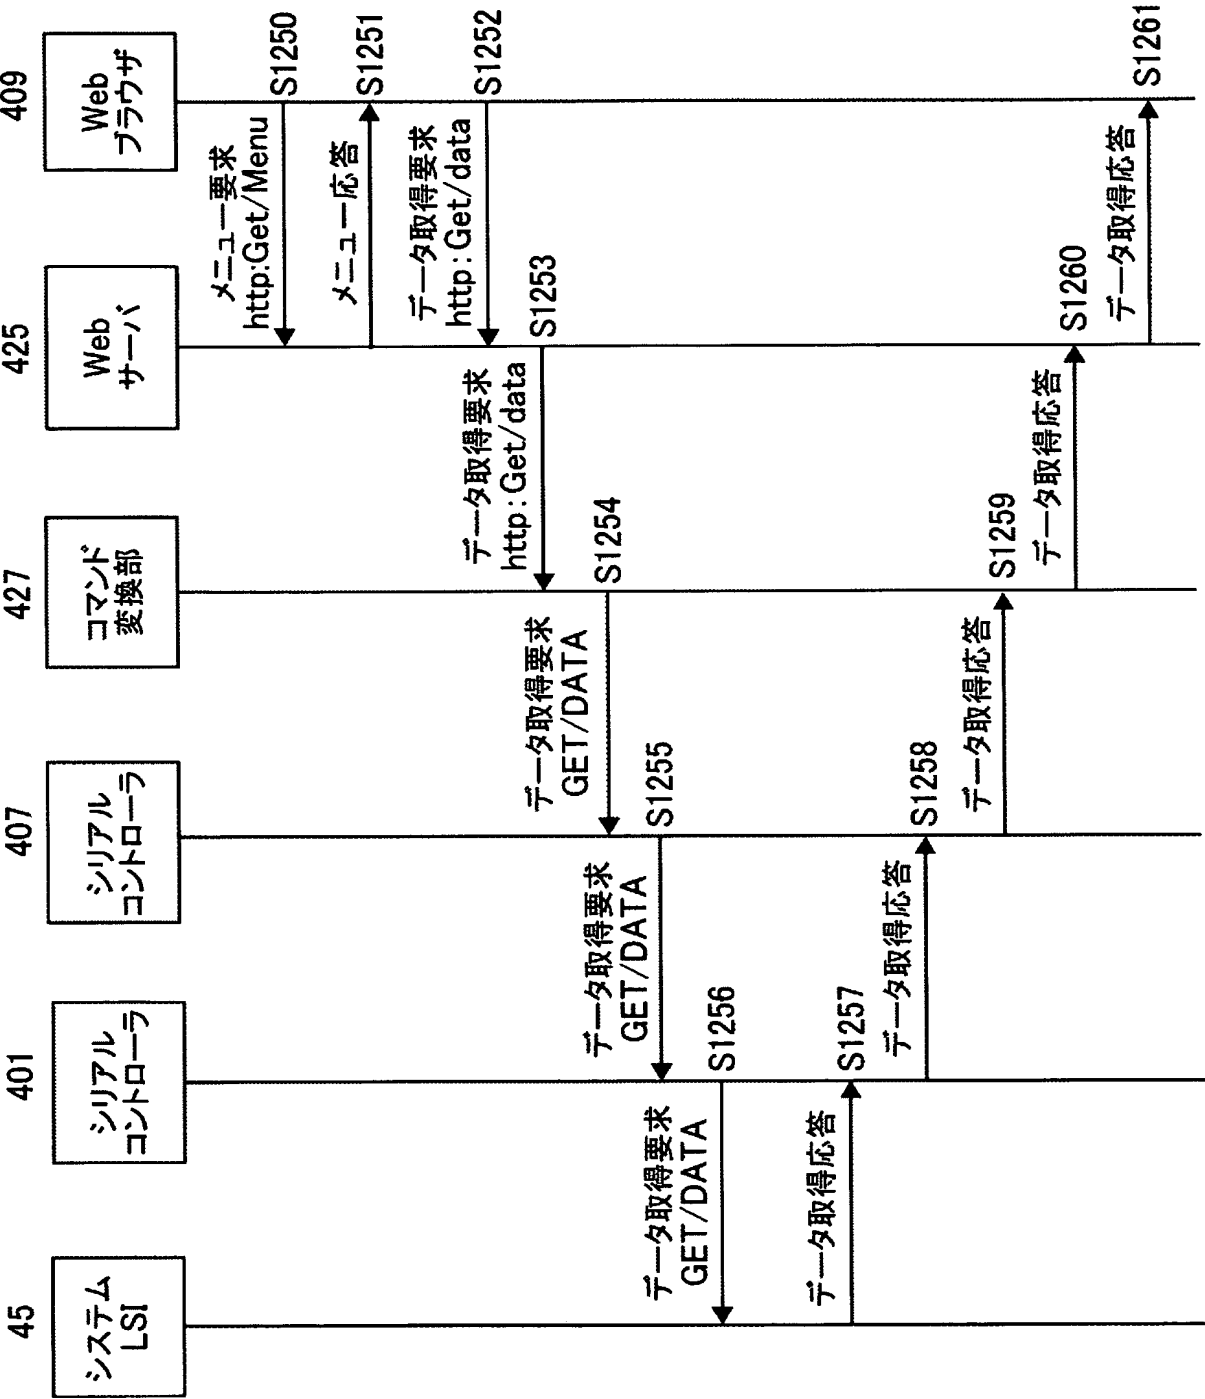 45
システム
LSI
401
シリアル
コントローラ
407
シリアル
コントローラ
427
コマンド
変換部
425
Web
サーバ
409
Web
ブラウザ
メニュー要求
http:Get/Menu
S1250
メニュー応答
S1251
データ取得要求
http:Get/data
S1252
データ取得要求
http:Get/data
S1253
データ取得要求
GET/DATA
S1254
データ取得要求
GET/DATA
S1255
データ取得要求
GET/DATA
S1256
データ取得応答
S1257
データ取得応答
S1258
データ取得応答
S1259
データ取得応答
S1260
データ取得応答
S1261